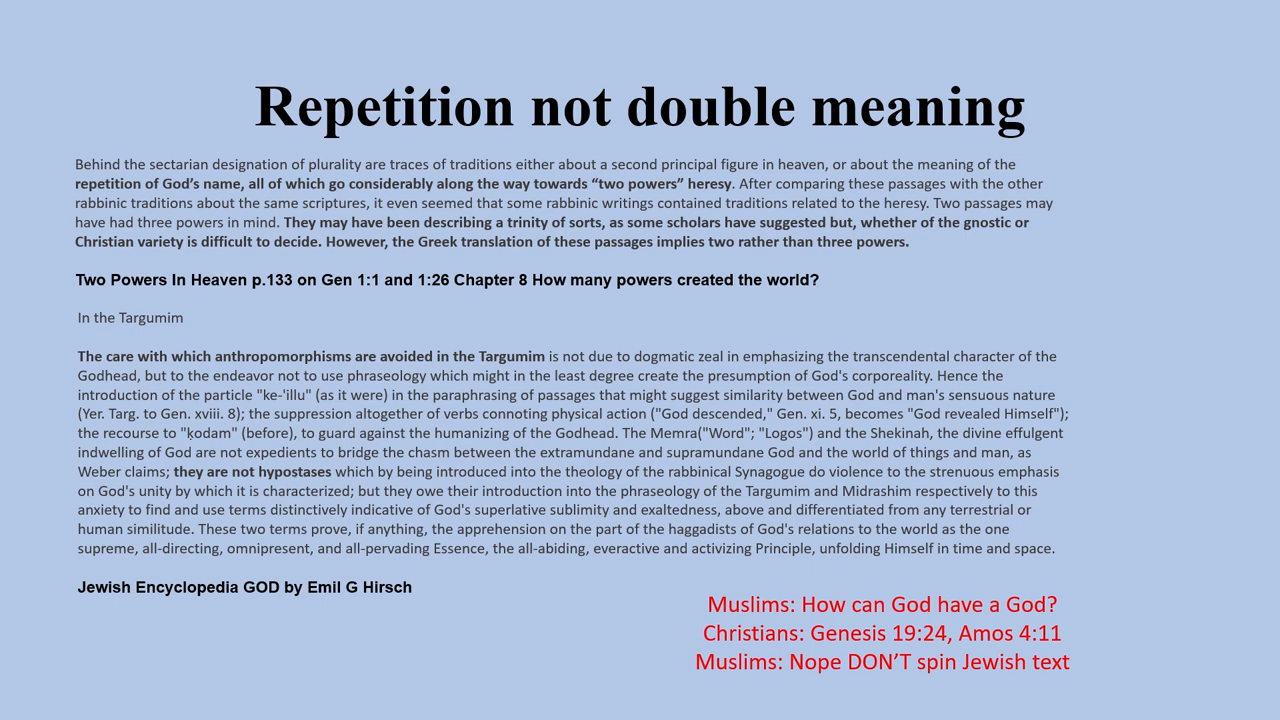 Repetition not double meaning
Behind the sectarian designation of plurality are traces of traditions either about a second principal figure in heaven, or about the meaning of the
repetition of God’s name, all of which go considerably along the way towards “two powers” heresy. After comparing these passages with the other
rabbinic traditions about the same scriptures, it even seemed that some rabbinic writings contained traditions related to the heresy. Two passages may
have had three powers in mind. They may have been describing a trinity of sorts, as some scholars have suggested but, whether of the gnostic or
Christian variety is difficult to decide. However, the Greek translation of these passages implies two rather than three powers.
Two Powers In Heaven p.133 on Gen 1:1 and 1:26 Chapter 8 How many powers created the world?
In the Targumim
The care with which anthropomorphisms are avoided in the Targumim is not due to dogmatic zeal in emphasizing the transcendental character of the
Godhead, but to the endeavor not to use phraseology which might in the least degree create the presumption of God's corporeality. Hence the
introduction of the particle "ke-'illu" (as it were) in the paraphrasing of passages that might suggest similarity between God and man's sensuous nature
(Yer. Targ. to Gen. xviii. 8); the suppression altogether of verbs connoting physical action ("God descended," Gen. xi. 5, becomes "God revealed Himself");
the recourse to "ḳodam" (before), to guard against the humanizing of the Godhead. The Memra("Word"; "Logos") and the Shekinah, the divine effulgent
indwelling of God are not expedients to bridge the chasm between the extramundane and supramundane God and the world of things and man, as
Weber claims; they are not hypostases which by being introduced into the theology of the rabbinical Synagogue do violence to the strenuous emphasis
on God's unity by which it is characterized; but they owe their introduction into the phraseology of the Targumim and Midrashim respectively to this
anxiety to find and use terms distinctively indicative of God's superlative sublimity and exaltedness, above and differentiated from any terrestrial or
human similitude. These two terms prove, if anything, the apprehension on the part of the haggadists of God's relations to the world as the one
supreme, all-directing, omnipresent, and all-pervading Essence, the all-abiding, everactive and activizing Principle, unfolding Himself in time and space.
Jewish Encyclopedia GOD by Emil G Hirsch
Muslims: How can God have a God?
Christians: Genesis 19:24, Amos 4:11
Muslims: Nope DON’T spin Jewish text